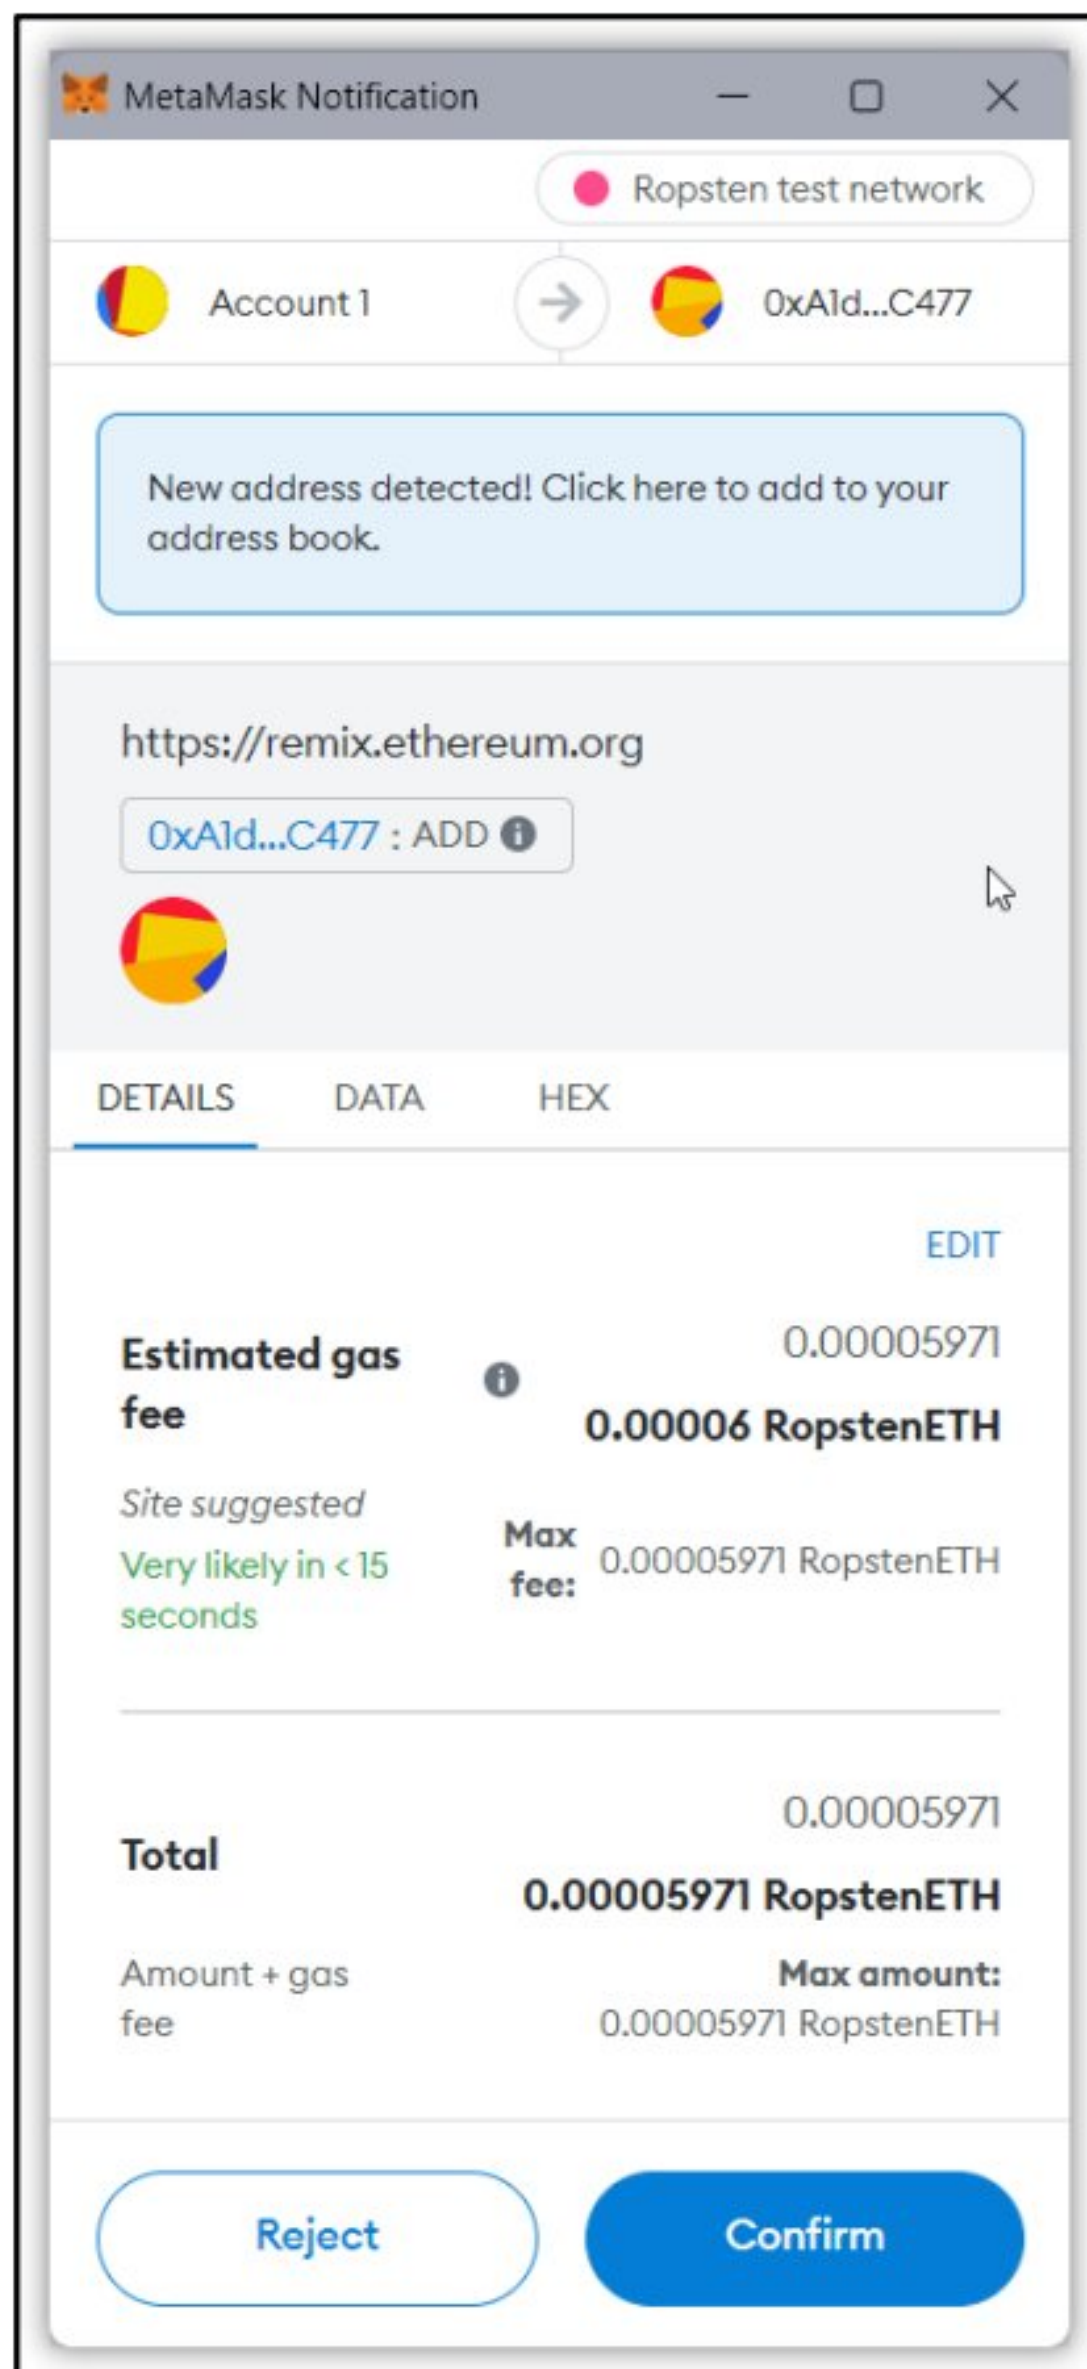 MetaMask Notification
Ropsten test network
Account 1
0xA1d...C477
New address detected! Click here to add to your
address book.
https://remix.ethereum.org
0xA1d...C477 : ADD
DETAILS DATA HEX
EDIT
Estimated gas
fee
0.00005971
0.00006 RopstenETH
Site suggested
Very likely in < 15
seconds
Max
fee:
0.00005971 RopstenETH
Total
0.00005971
0.00005971 RopstenETH
Amount + gas
fee
Max amount:
0.00005971 RopstenETH
Reject
Confirm